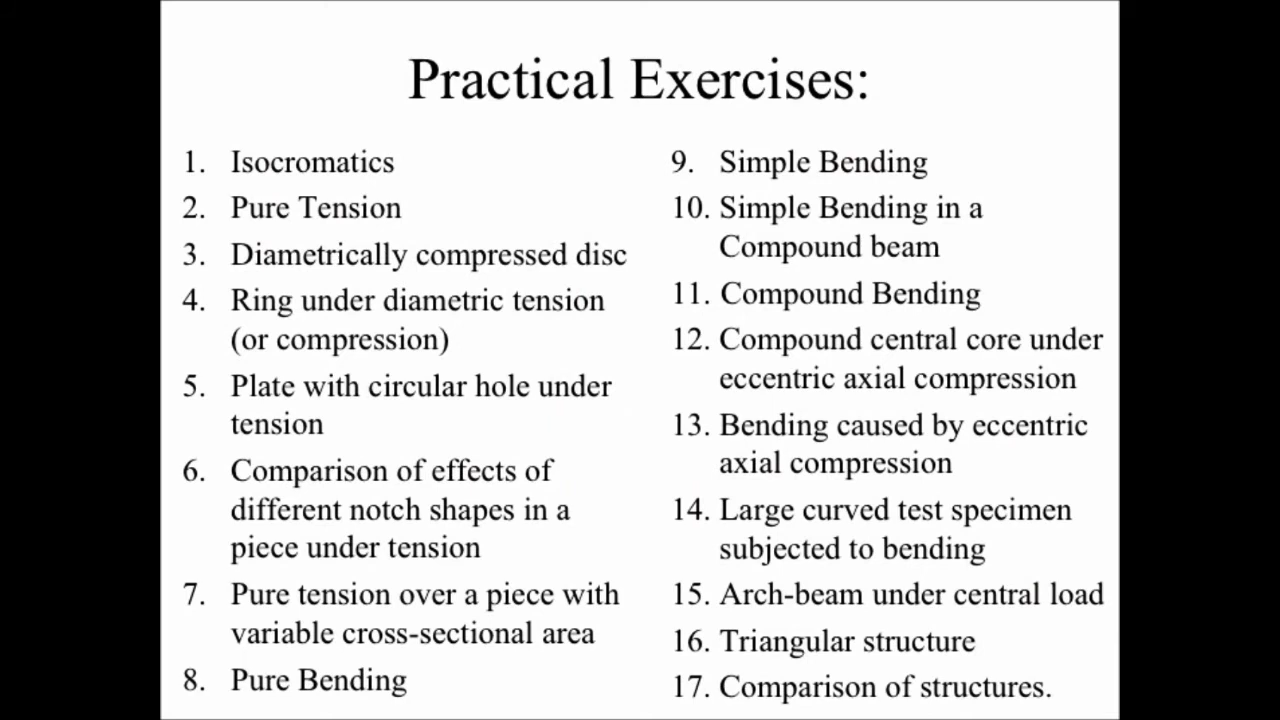 Practical Exercises:
1. Isocromatics
2. Pure Tension
3. Diametrically compressed disc
4. Ring under diametric tension
(or compression)
5. Plate with circular hole under
tension
6. Comparison of effects of
different notch shapes in a
piece under tension
7. Pure tension over a piece with
variable cross-sectional area
8. Pure Bending
9. Simple Bending
10. Simple Bending in a
Compound beam
11. Compound Bending
12. Compound central core under
eccentric axial compression
13. Bending caused by eccentric
axial compression
14. Large curved test specimen
subjected to bending
15. Arch-beam under central load
16. Triangular structure
17. Comparison of structures.